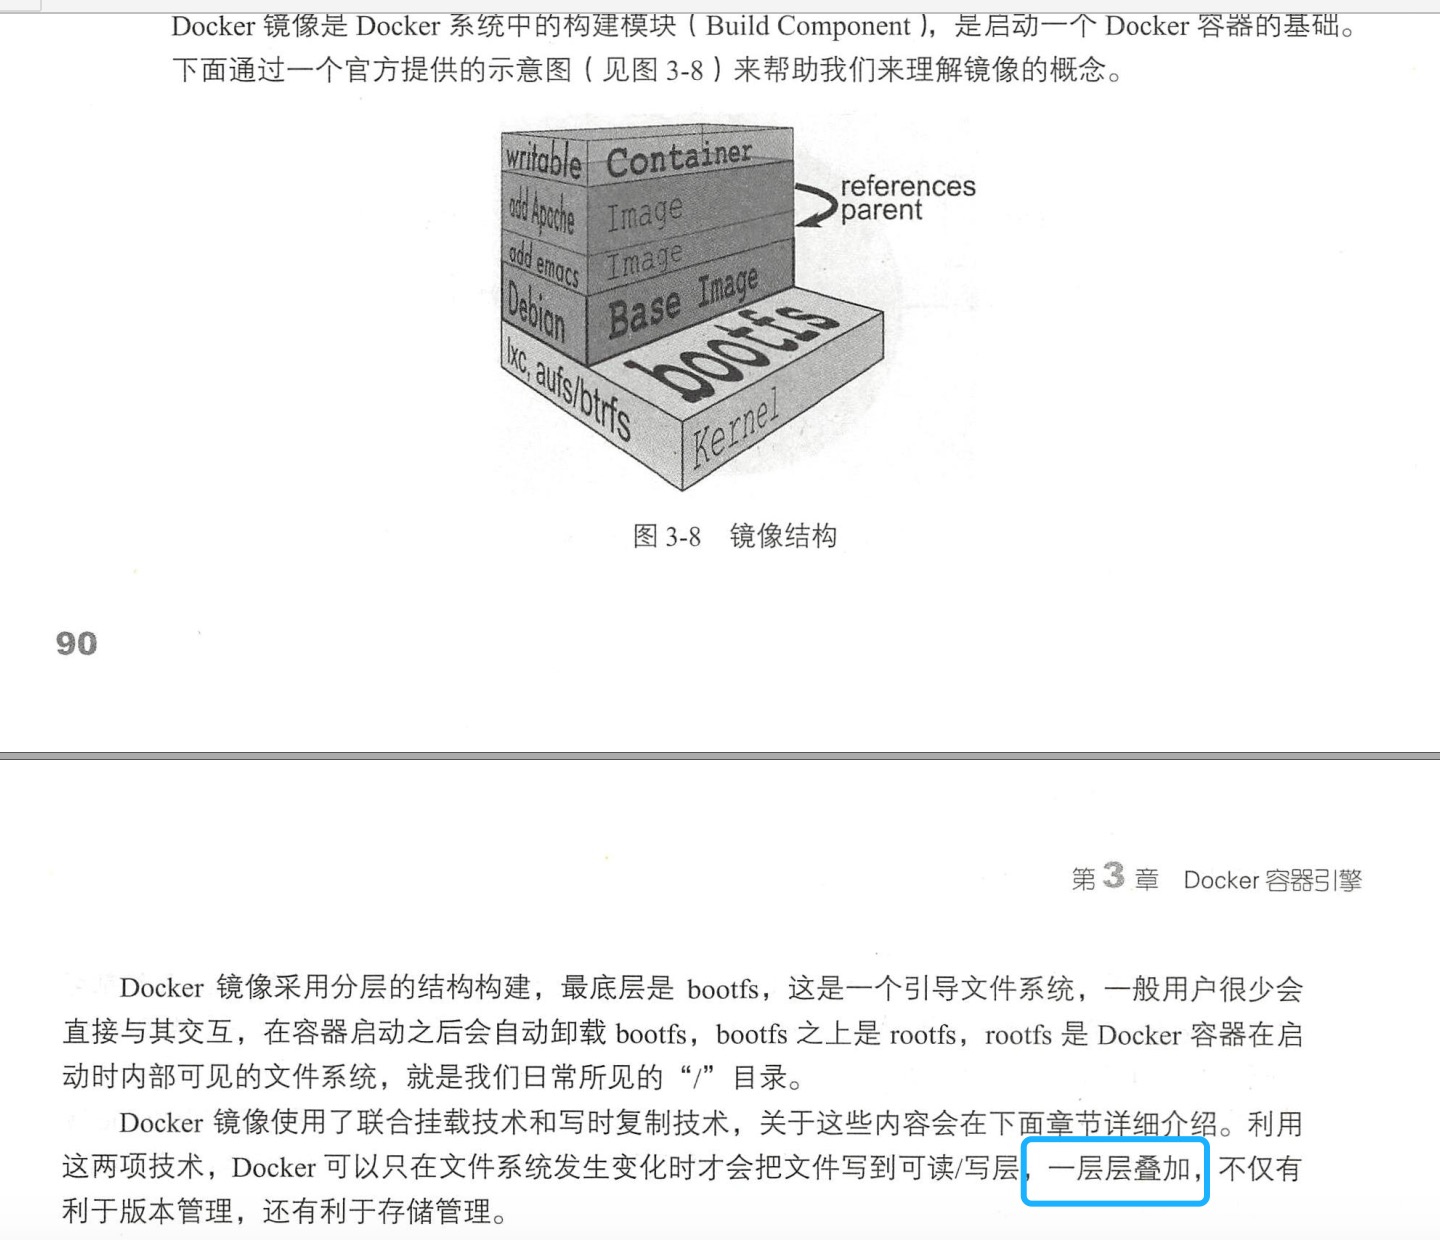 Docker 镜像是 Docker 系统中的构建模块（Build Component），是启动一个 Docker 容器的基础。
下面通过一个官方提供的示意图（见图 3-8）来帮助我们来理解镜像的概念。
writable Container
add Apache Image
add emacs Image
Debian Base Image
lxc, aufs/btrfs
bootfs
Kernel
references
parent
图 3-8 镜像结构
90
第 3 章 Docker 容器引擎
Docker 镜像采用分层的结构构建，最底层是 bootfs，这是一个引导文件系统，一般用户很少会
直接与其交互，在容器启动之后会自动卸载 bootfs，bootfs 之上是 rootfs，rootfs 是 Docker 容器在启
动时内部可见的文件系统，就是我们日常所见的“/”目录。
Docker 镜像使用了联合挂载技术和写时复制技术，关于这些内容会在下面章节详细介绍。利用
这两项技术，Docker 可以只在文件系统发生变化时才会把文件写到可读/写层，一层层叠加，不仅有
利于版本管理，还有利于存储管理。